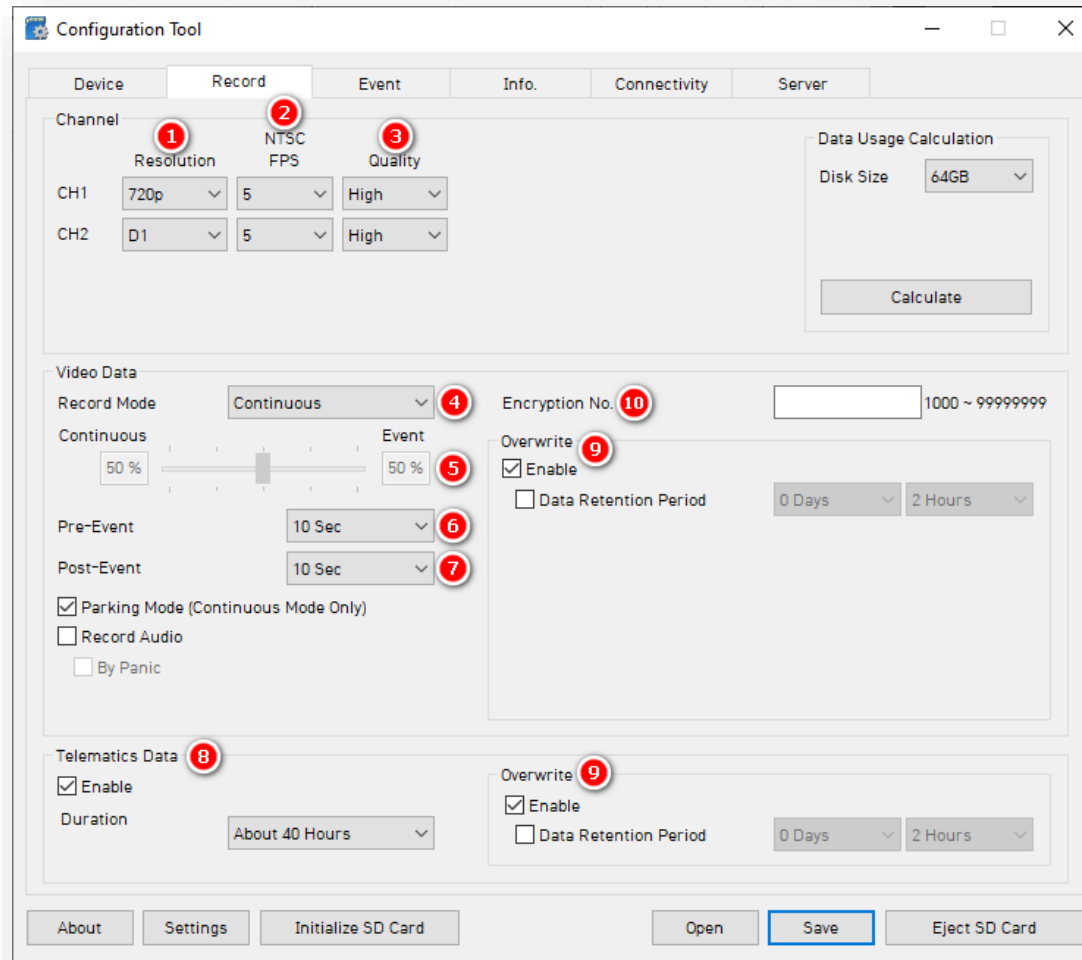 Configuration Tool
Device Record Event Info. Connectivity Server
Channel
1 2 3
NTSC
Resolution FPS Quality
CH1 720p 5 High
CH2 D1 5 High
Data Usage Calculation
Disk Size 64GB
Calculate
Video Data
Record Mode Continuous 4
Continuous Event
50 % 50 % 5
Pre-Event 10 Sec 6
Post-Event 10 Sec 7
Parking Mode (Continuous Mode Only)
Record Audio
By Panic
Encryption No. 10 1000 ~ 99999999
Overwrite 9
Enable
Data Retention Period 0 Days 2 Hours
Telematics Data 8
Enable
Duration About 40 Hours
Overwrite 9
Enable
Data Retention Period 0 Days 2 Hours
About Settings Initialize SD Card Open Save Eject SD Card